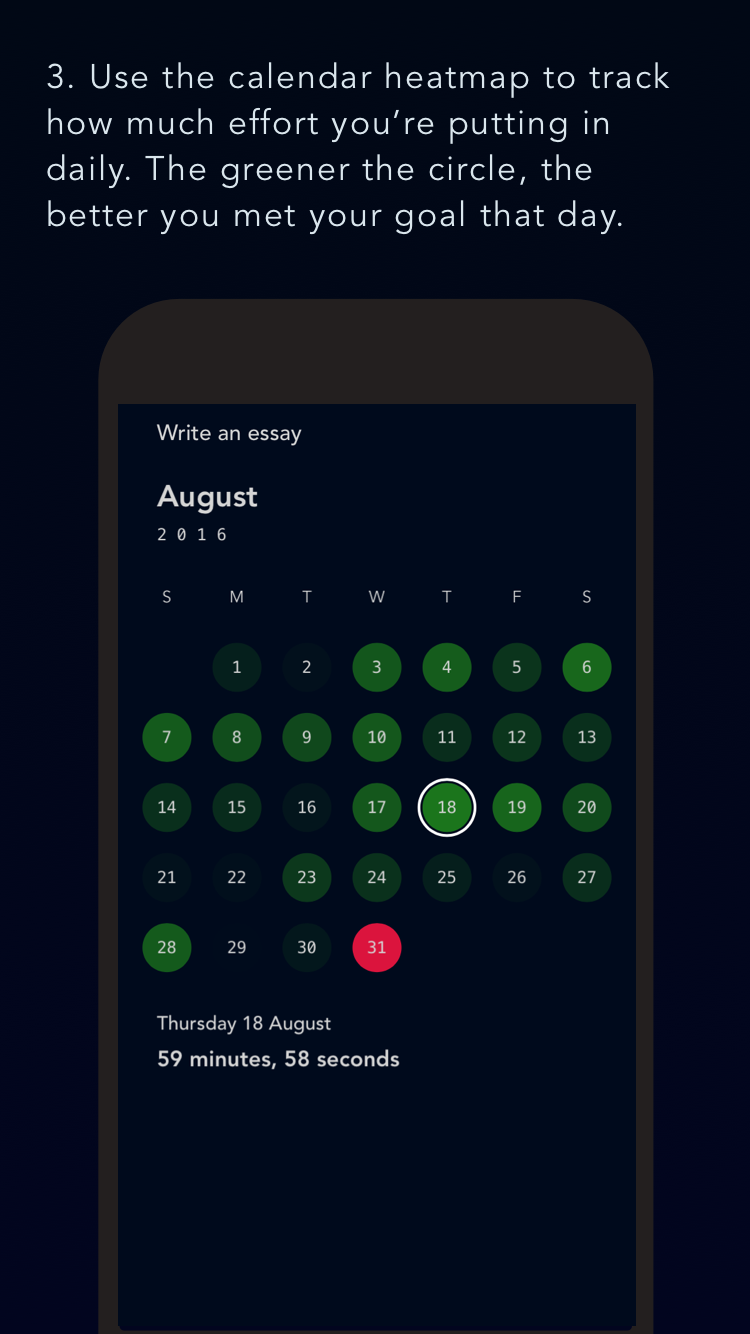 3. Use the calendar heatmap to track
how much effort you’re putting in
daily. The greener the circle, the
better you met your goal that day.
Write an essay
August
2016
S M T W T F S
1 2 3 4 5 6
7 8 9 10 11 12 13
14 15 16 17 18 19 20
21 22 23 24 25 26 27
28 29 30 31
Thursday 18 August
59 minutes, 58 seconds